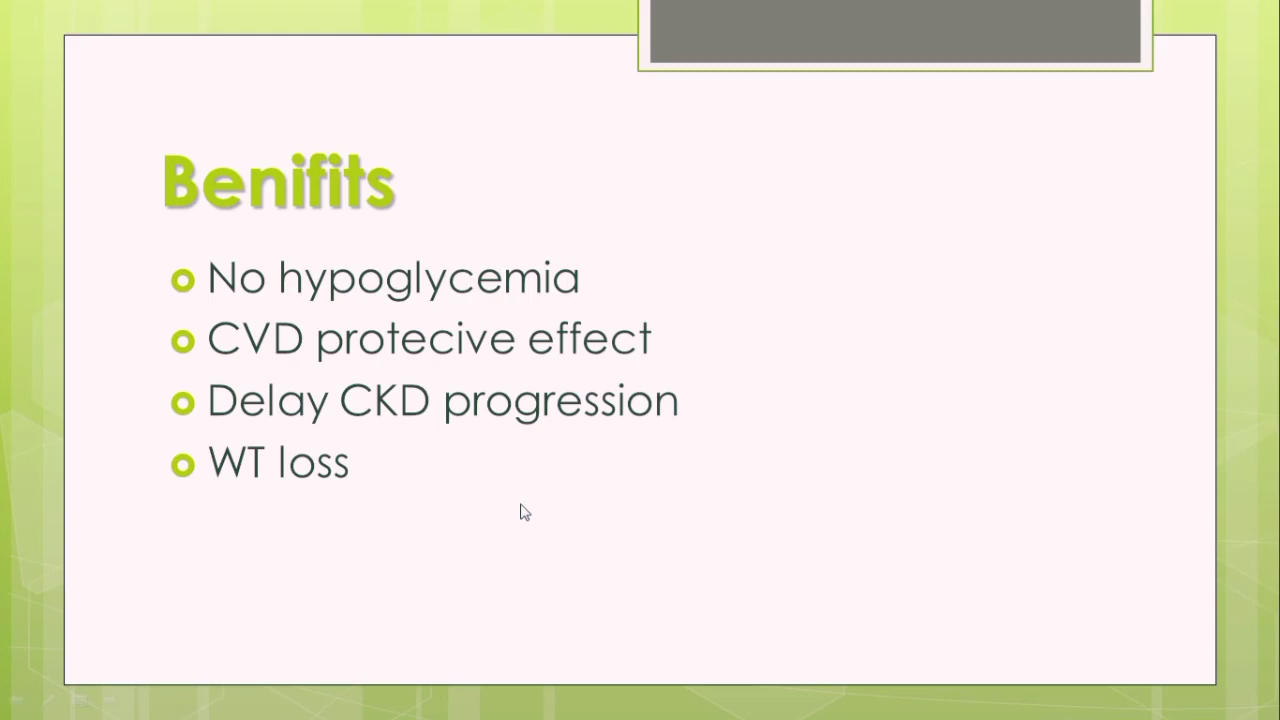 Benifits
No hypoglycemia
CVD protecive effect
Delay CKD progression
WT loss